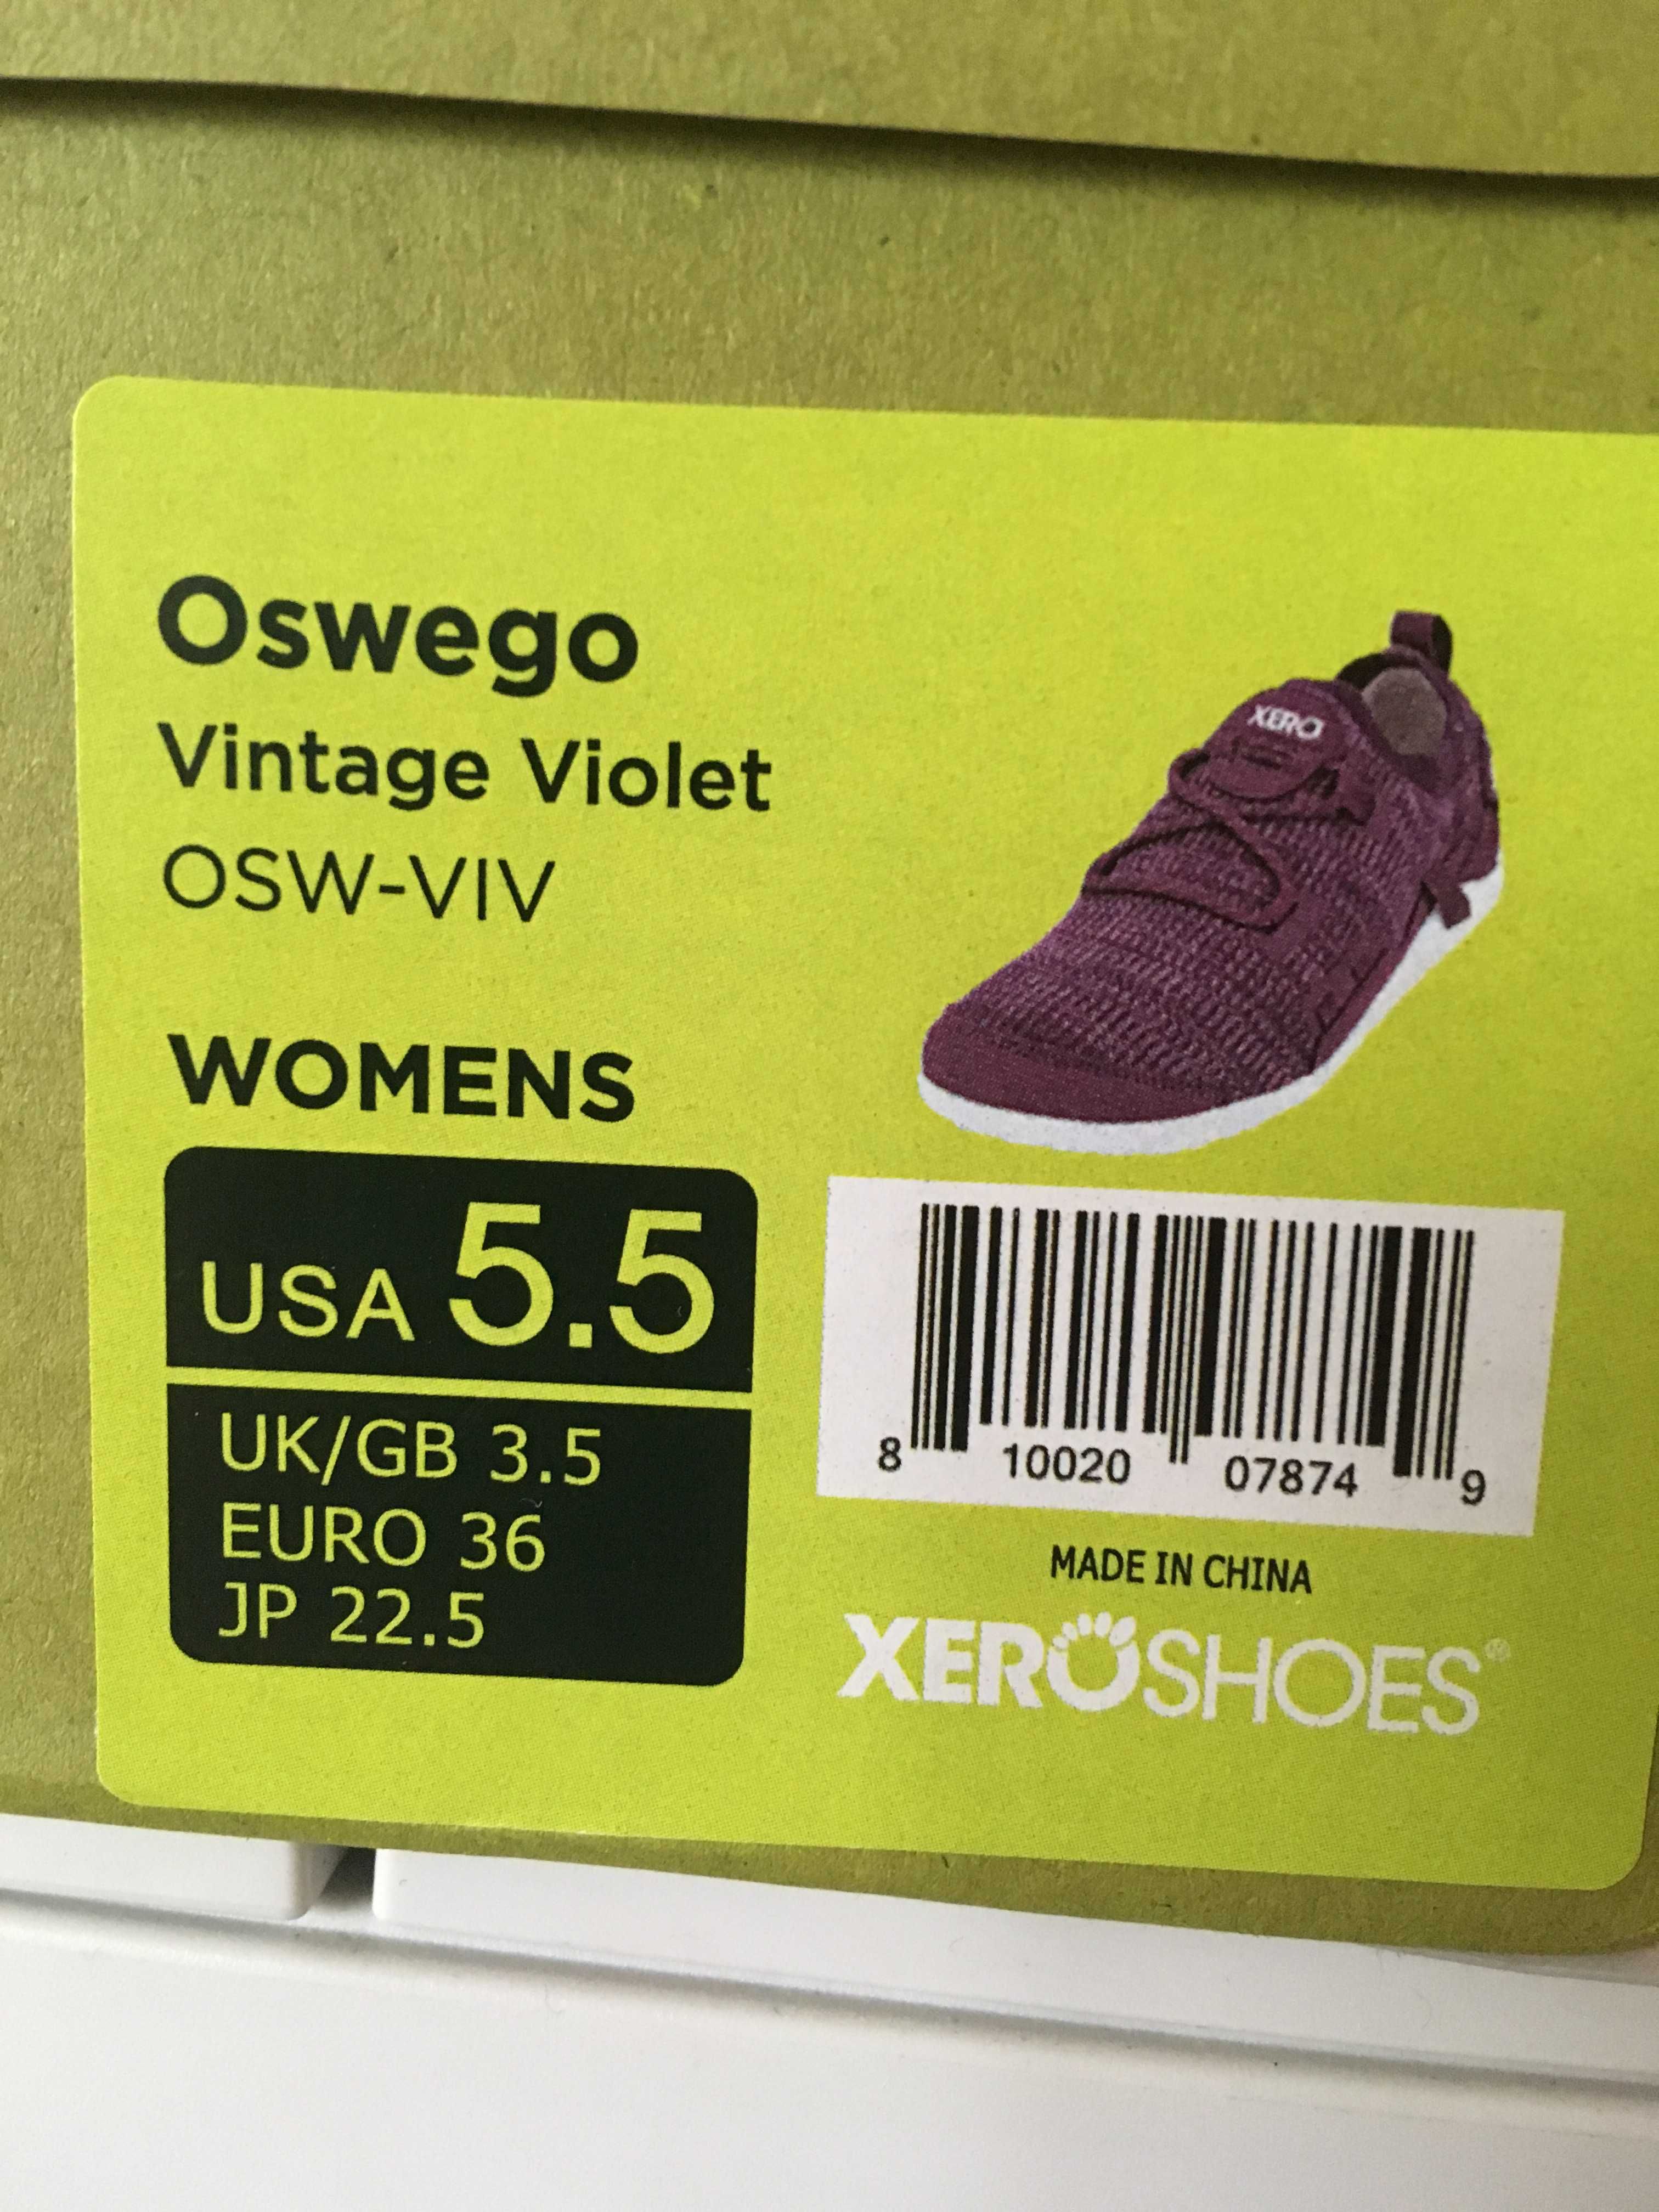 Oswego
Vintage Violet
OSW-VIV
XERO
WOMENS
USA 5.5
UK/GB 3.5
EURO 36
JP 22.5
8 10020 07874 9
MADE IN CHINA
XEROSHOES®